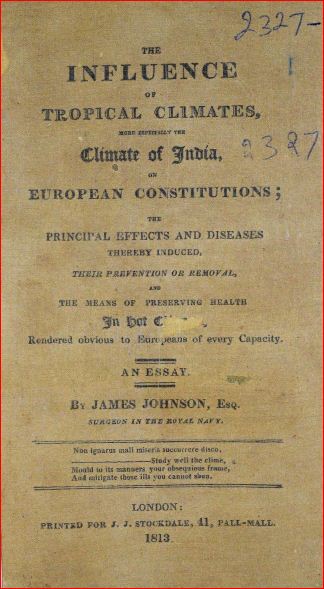 2327-
THE
INFLUENCE
OF
TROPICAL CLIMATES,
MORE ESPECIALLY THE
Climate of India,
2327
ON
EUROPEAN CONSTITUTIONS;
THE
PRINCIPAL EFFECTS AND DISEASES
THEREBY INDUCED,
THEIR PREVENTION OR REMOVAL,
AND
THE MEANS OF PRESERVING HEALTH
In Hot
Rendered obvious to Europeans of every Capacity.
AN ESSAY.
BY JAMES JOHNSON, ESQ.
SURGEON IN THE ROYAL NAVY.
Non ignarus mali miseris succurrere disco,
Study well the clime,
Mould to its manners your obsequious frame,
And mitigate those ills you cannot shun.
LONDON:
PRINTED FOR J. J. STOCKDALE, 41, PALL-MALL.
1813